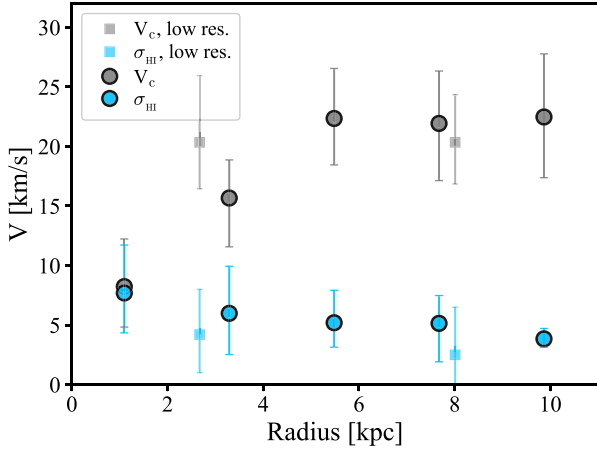 30
25
20
15
10
5
0
V [km/s]
V_c, low res.
σ_HI, low res.
V_c
σ_HI
0 2 4 6 8 10
Radius [kpc]